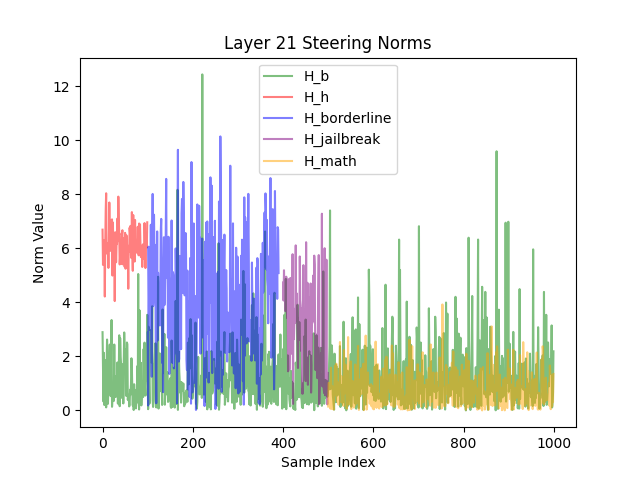 Layer 21 Steering Norms
H_b
H_h
H_borderline
H_jailbreak
H_math
Norm Value
12
10
8
6
4
2
0
0 200 400 600 800 1000
Sample Index